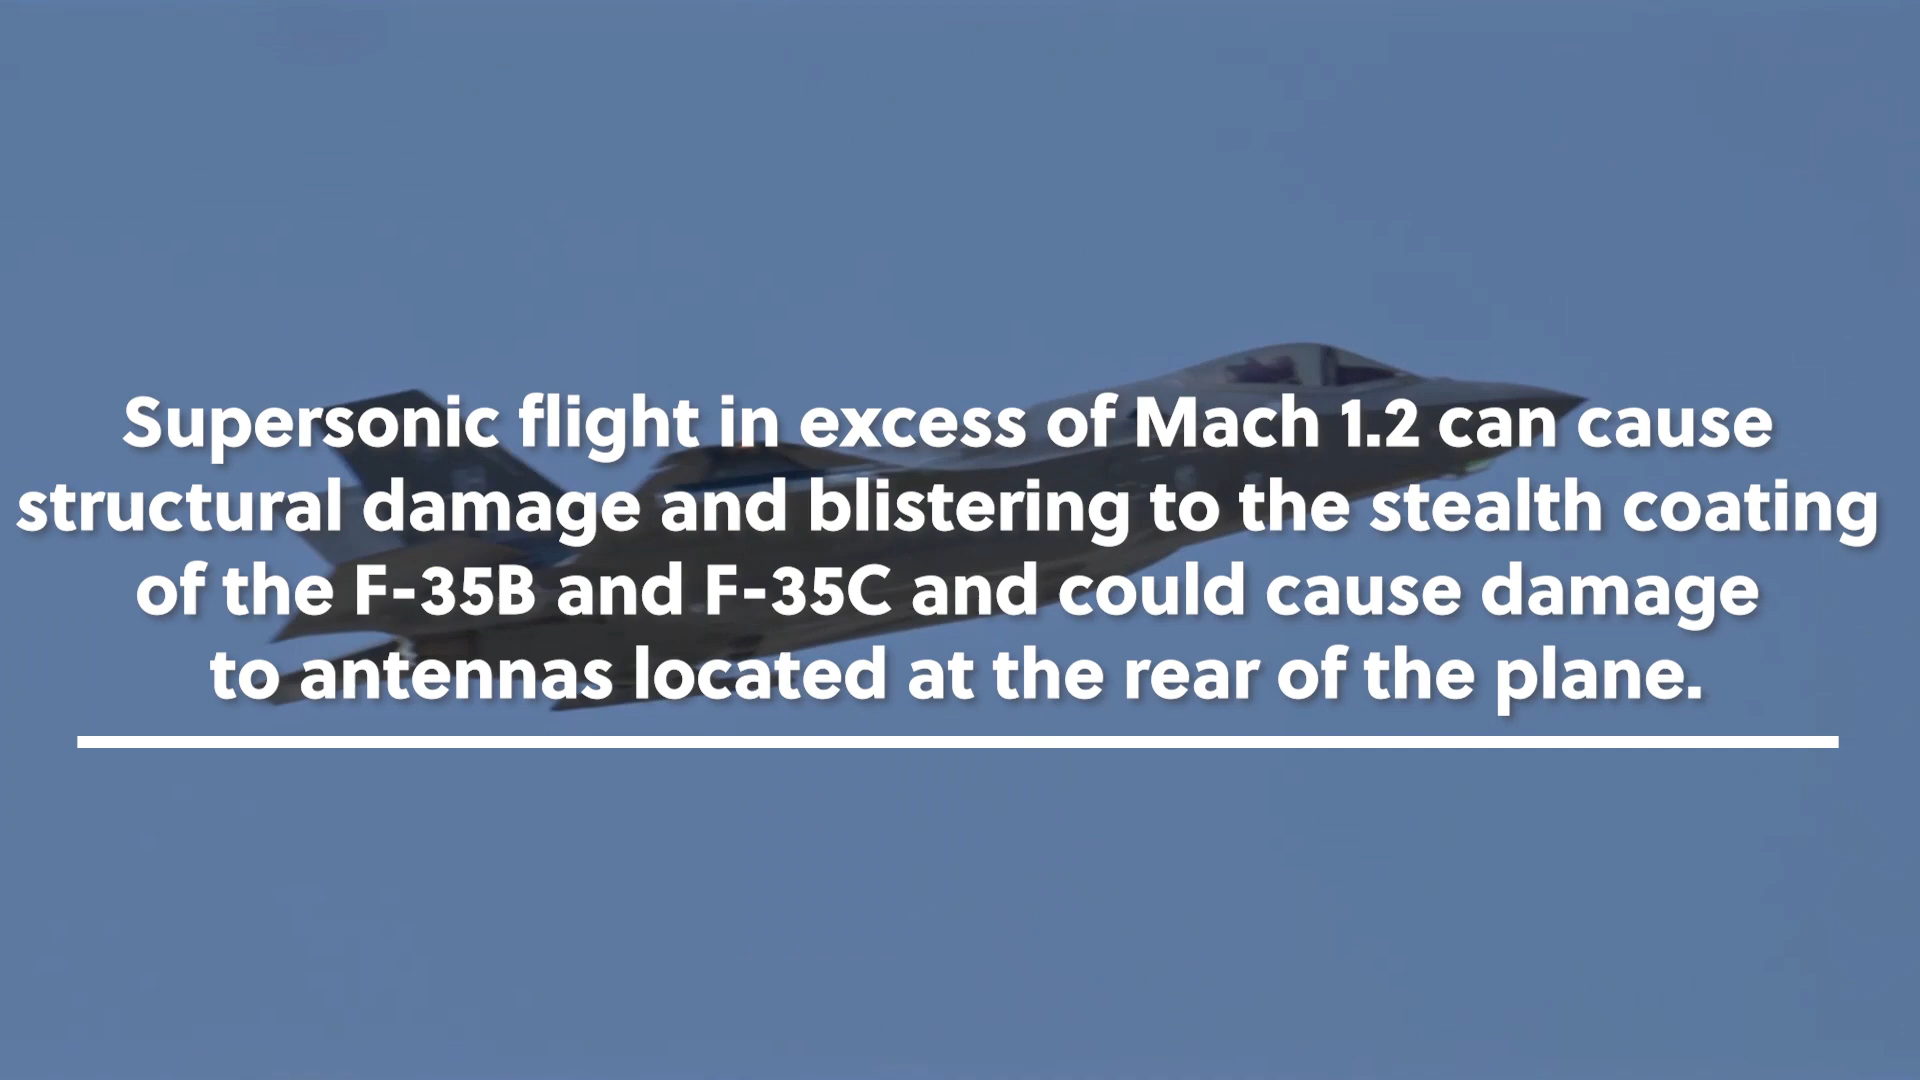 Supersonic flight in excess of Mach 1.2 can cause
structural damage and blistering to the stealth coating
of the F-35B and F-35C and could cause damage
to antennas located at the rear of the plane.